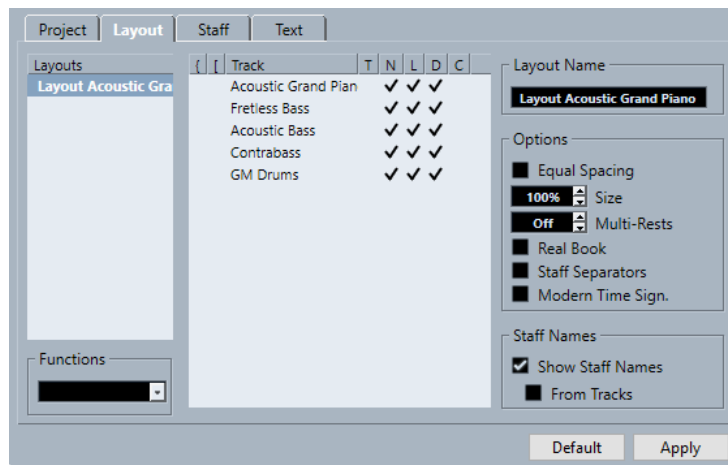 Project Layout Staff Text
Layouts
Layout Acoustic Gra
{ [ Track T N L D C
Acoustic Grand Pian
Fretless Bass
Acoustic Bass
Contrabass
GM Drums
Functions
Layout Name
Layout Acoustic Grand Piano
Options
Equal Spacing
100% Size
Off Multi-Rests
Real Book
Staff Separators
Modern Time Sign.
Staff Names
Show Staff Names
From Tracks
Default Apply